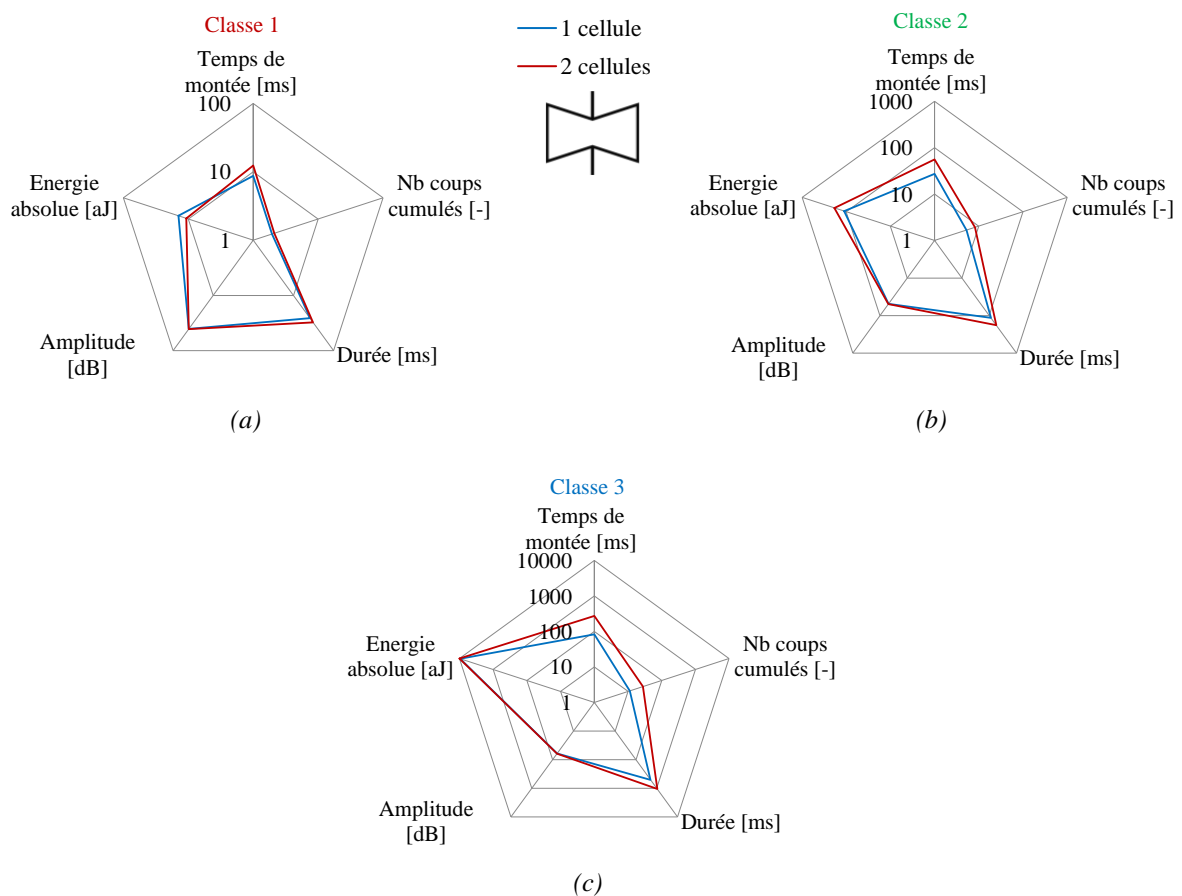 Classe 1
Temps de
montée [ms]
100
10
1
Energie
absolue [aJ]
Nb coups
cumulés [-]
Amplitude
[dB]
Durée [ms]
(a)
1 cellule
2 cellules
Classe 2
Temps de
montée [ms]
1000
100
10
1
Energie
absolue [aJ]
Nb coups
cumulés [-]
Amplitude
[dB]
Durée [ms]
(b)
Classe 3
Temps de
montée [ms]
10000
1000
100
10
1
Energie
absolue [aJ]
Nb coups
cumulés [-]
Amplitude
[dB]
Durée [ms]
(c)